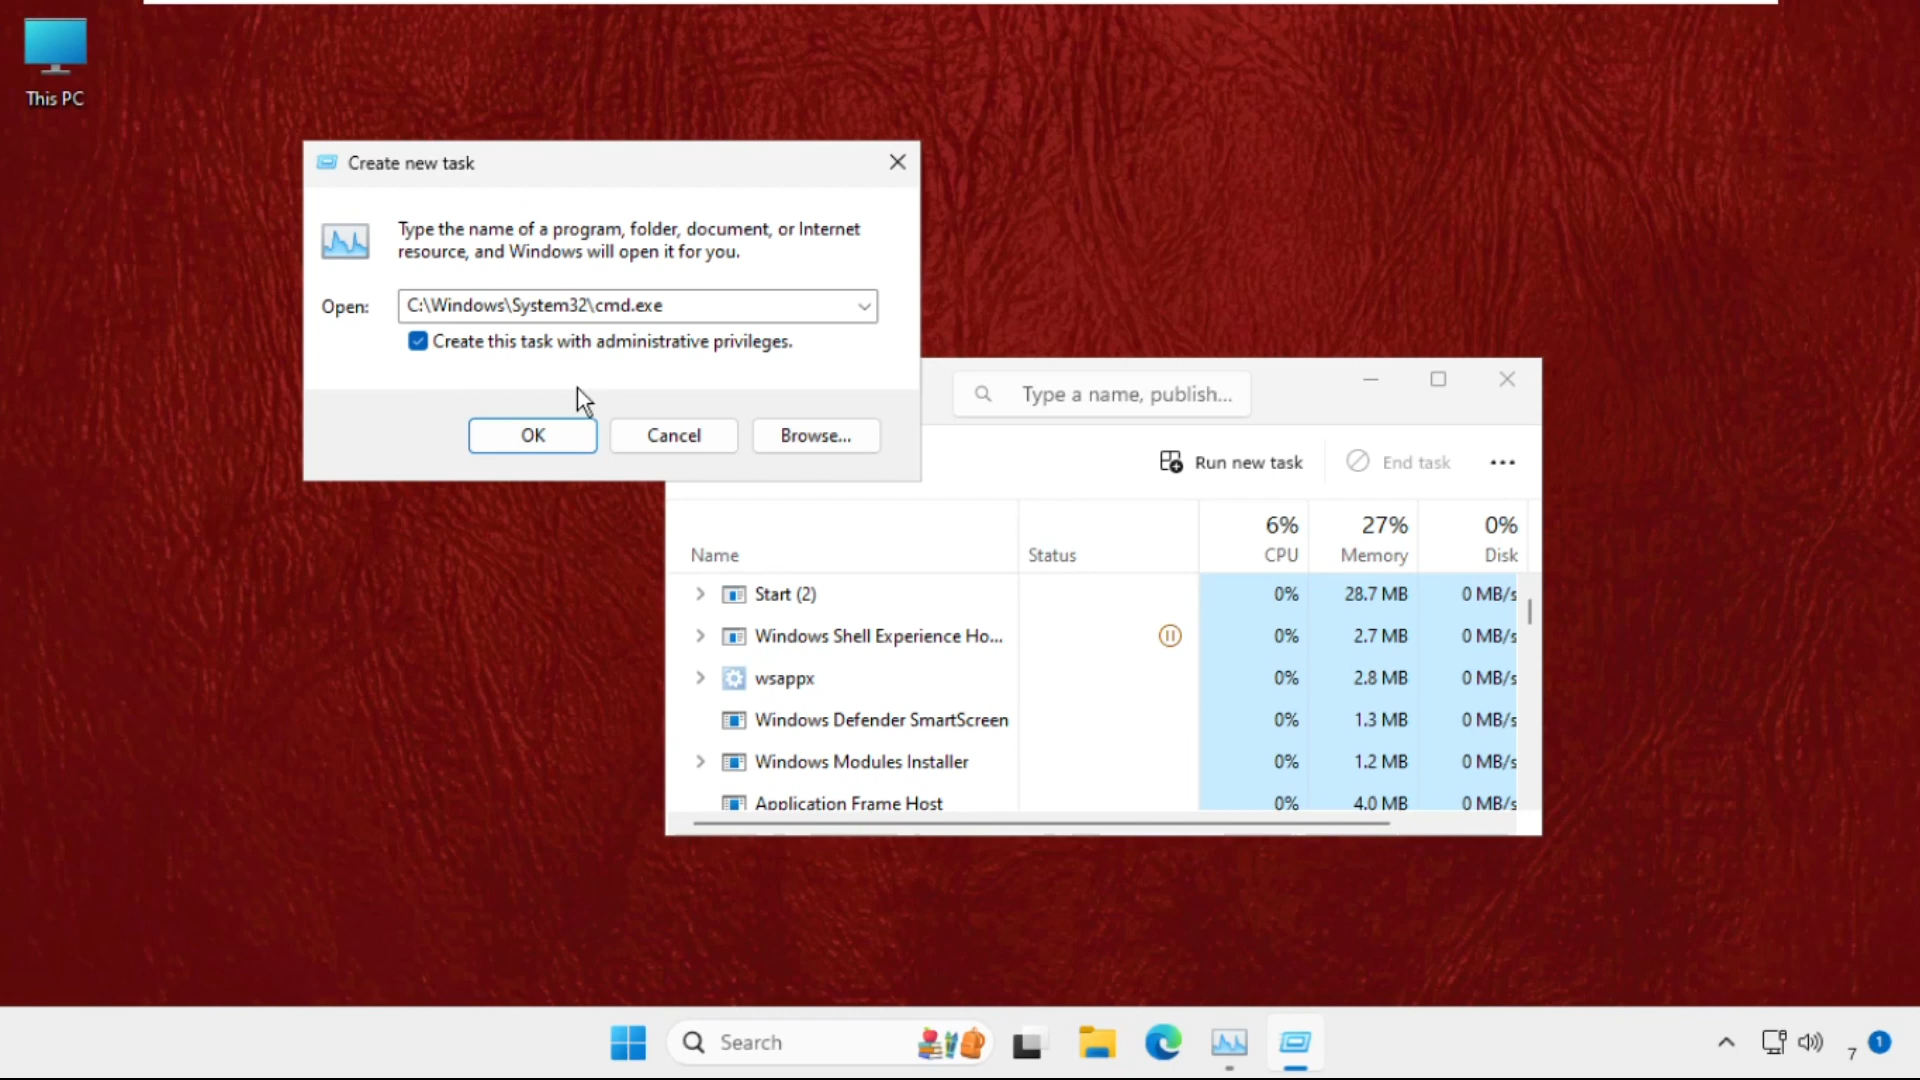 This PC
Create new task
Type the name of a program, folder, document, or Internet
resource, and Windows will open it for you.
Open: C:\Windows\System32\cmd.exe
Create this task with administrative privileges.
OK Cancel Browse...
Type a name, publish...
Run new task End task
6% 27% 0%
Name Status CPU Memory Disk
Start (2) 0% 28.7 MB 0 MB/s
Windows Shell Experience Ho... 0% 2.7 MB 0 MB/s
wsappx 0% 2.8 MB 0 MB/s
Windows Defender SmartScreen 0% 1.3 MB 0 MB/s
Windows Modules Installer 0% 1.2 MB 0 MB/s
Application Frame Host 0% 4.0 MB 0 MB/s
Search
7 1